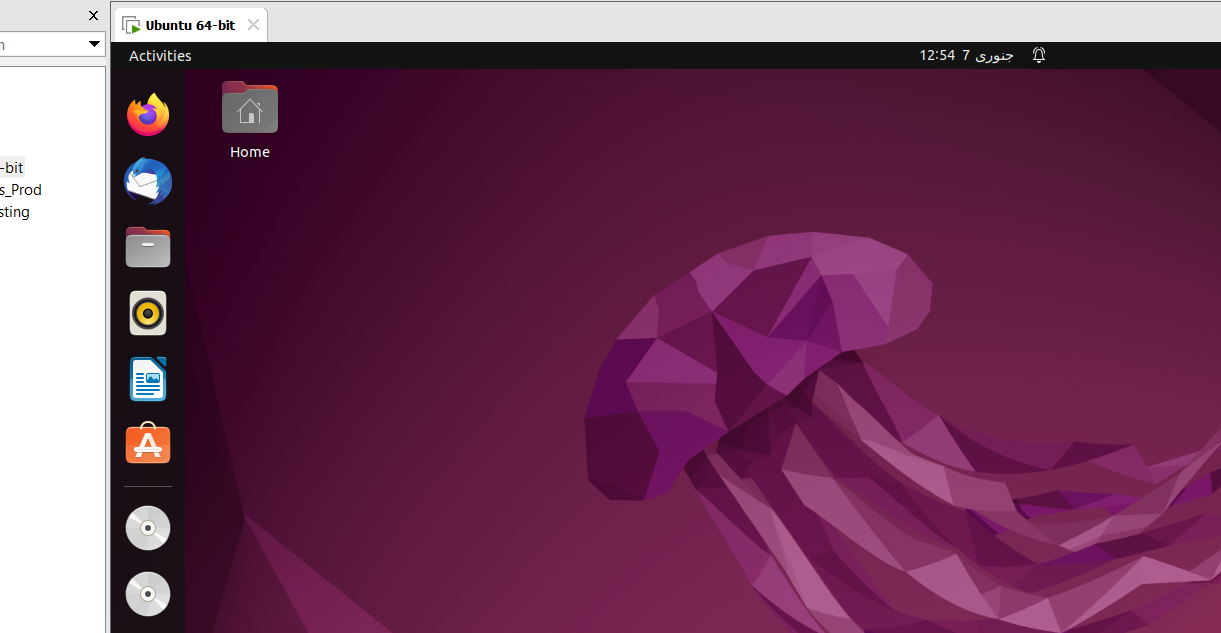 Ubuntu 64-bit
Activities
جنوری 7 12:54
Home
-bit
s_Prod
sting